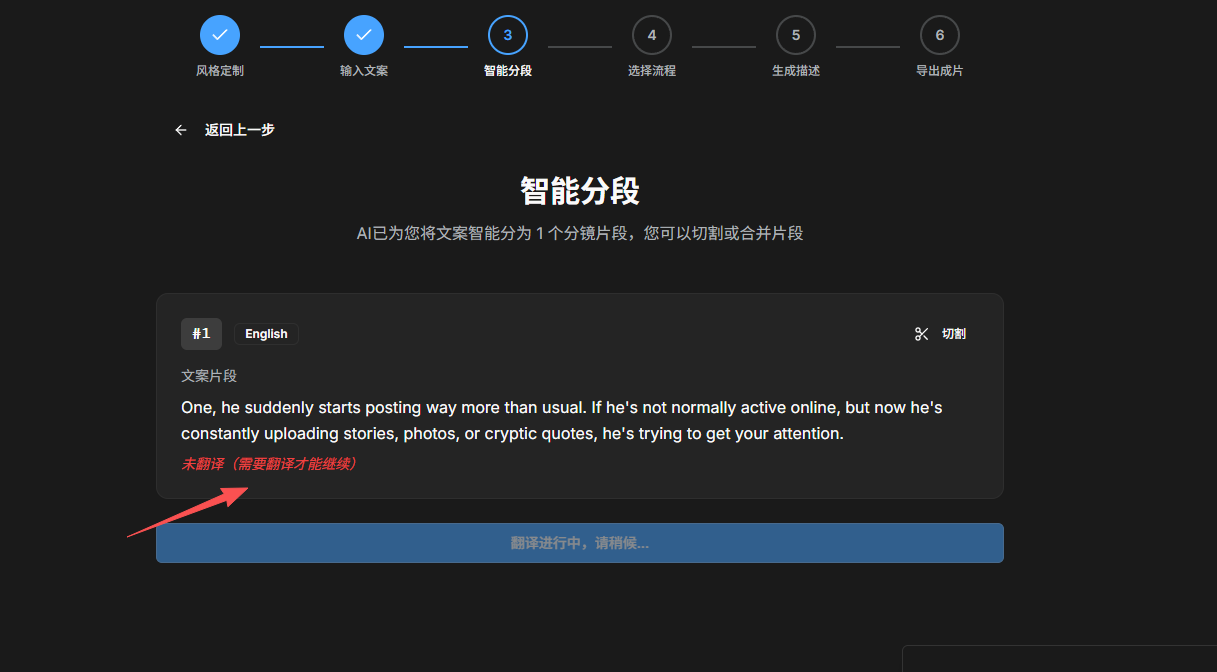 3
4
5
6
风格定制
输入文案
智能分段
选择流程
生成描述
导出成片
返回上一步
智能分段
AI已为您将文案智能分为 1 个分镜片段，您可以切割或合并片段
#1
English
切割
文案片段
One, he suddenly starts posting way more than usual. If he's not normally active online, but now he's
constantly uploading stories, photos, or cryptic quotes, he's trying to get your attention.
未翻译（需要翻译才能继续）
翻译进行中，请稍候...